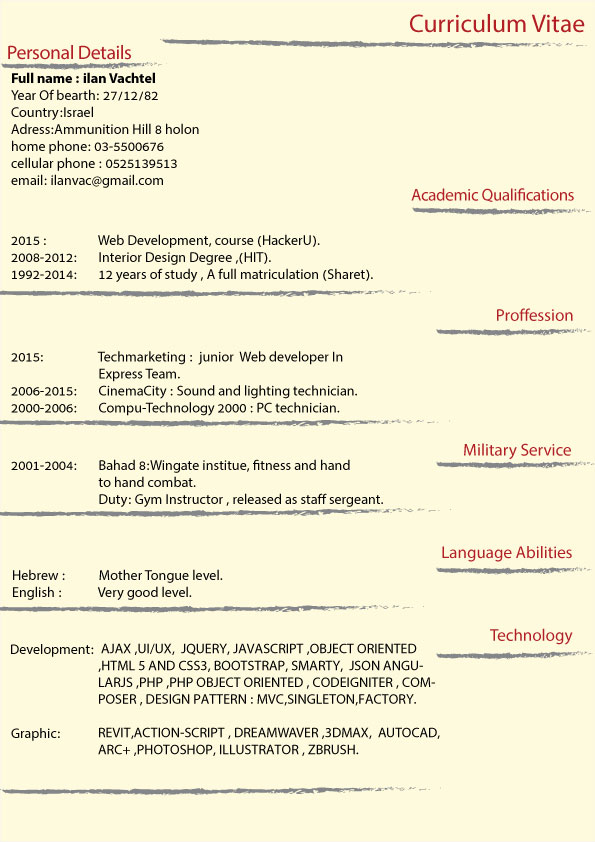 Curriculum Vitae
Personal Details
Full name : ilan Vachtel
Year Of bearth: 27/12/82
Country:Israel
Adress:Ammunition Hill 8 holon
home phone: 03-5500676
cellular phone : 0525139513
email: ilanvac@gmail.com
Academic Qualifications
2015 : Web Development, course (HackerU).
2008-2012: Interior Design Degree ,(HIT).
1992-2014: 12 years of study , A full matriculation (Sharet).
Proffession
2015: Techmarketing : junior Web developer In
Express Team.
2006-2015: CinemaCity : Sound and lighting technician.
2000-2006: Compu-Technology 2000 : PC technician.
Military Service
2001-2004: Bahad 8:Wingate institue, fitness and hand
to hand combat.
Duty: Gym Instructor , released as staff sergeant.
Language Abilities
Hebrew : Mother Tongue level.
English : Very good level.
Technology
Development: AJAX ,UI/UX, JQUERY, JAVASCRIPT ,OBJECT ORIENTED
,HTML 5 AND CSS3, BOOTSTRAP, SMARTY, JSON ANGU-
LARJS ,PHP ,PHP OBJECT ORIENTED , CODEIGNITER , COM-
POSER , DESIGN PATTERN : MVC,SINGLETON,FACTORY.
Graphic: REVIT,ACTION-SCRIPT , DREAMWAVER ,3DMAX, AUTOCAD,
ARC+ ,PHOTOSHOP, ILLUSTRATOR , ZBRUSH.